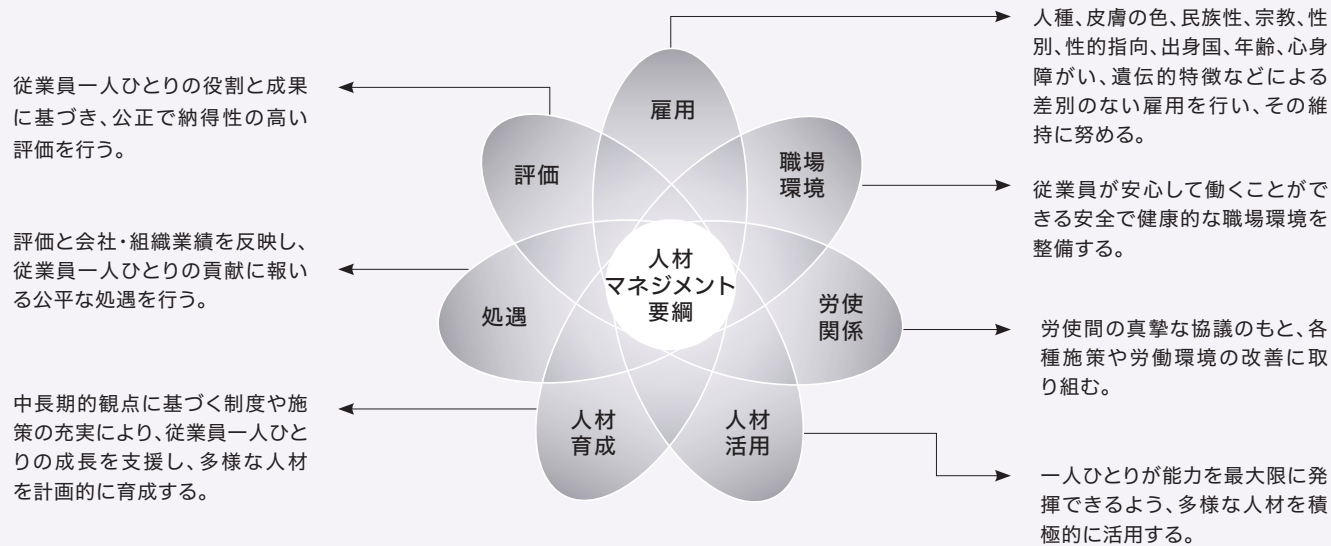 人種、皮膚の色、民族性、宗教、性
別、性的指向、出身国、年齢、心身
障がい、遺伝的特徴などによる
差別のない雇用を行い、その維
持に努める。
従業員一人ひとりの役割と成果
に基づき、公正で納得性の高い
評価を行う。
雇用
評価
職場
環境
従業員が安心して働くことがで
きる安全で健康的な職場環境を
整備する。
評価と会社・組織業績を反映し、
従業員一人ひとりの貢献に報い
る公平な処遇を行う。
人材
マネジメント
要綱
処遇
労使
関係
労使間の真摯な協議のもと、各
種施策や労働環境の改善に取
り組む。
中長期的観点に基づく制度や施
策の充実により、従業員一人ひと
りの成長を支援し、多様な人材
を計画的に育成する。
人材
育成
人材
活用
一人ひとりが能力を最大限に発
揮できるよう、多様な人材を積
極的に活用する。